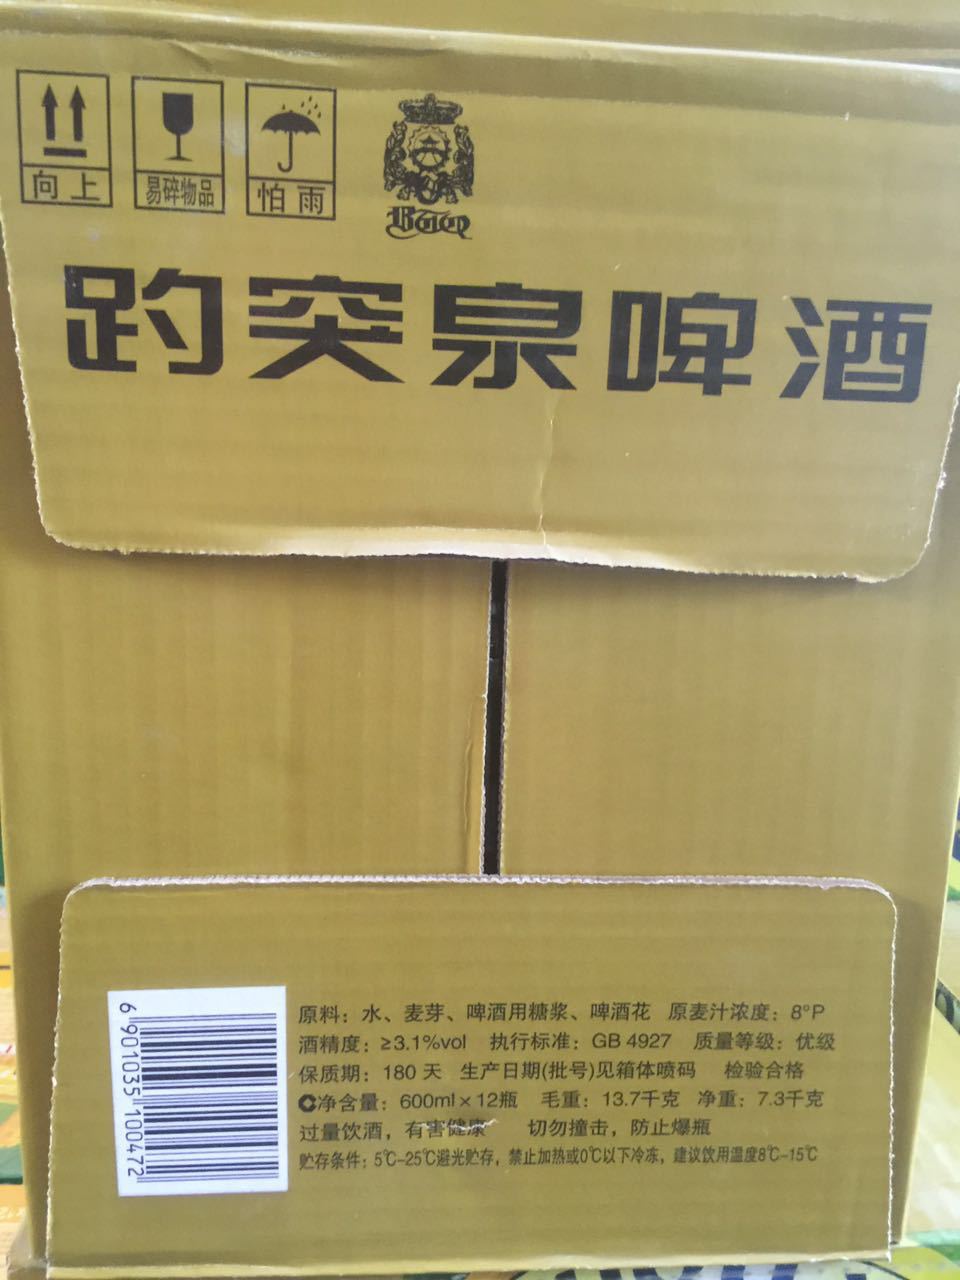 向上 易碎物品 怕雨
BTQ
趵突泉啤酒
原料：水、麦芽、啤酒用糖浆、啤酒花 原麦汁浓度：8°P
酒精度：≥3.1%vol 执行标准：GB 4927 质量等级：优级
保质期：180 天 生产日期(批号)见箱体喷码 检验合格
净含量：600ml×12瓶 毛重：13.7千克 净重：7.3千克
过量饮酒，有害健康 切勿撞击，防止爆瓶
贮存条件：5℃-25℃避光贮存，禁止加热或0℃以下冷冻，建议饮用温度8℃-15℃
6 901035 100472